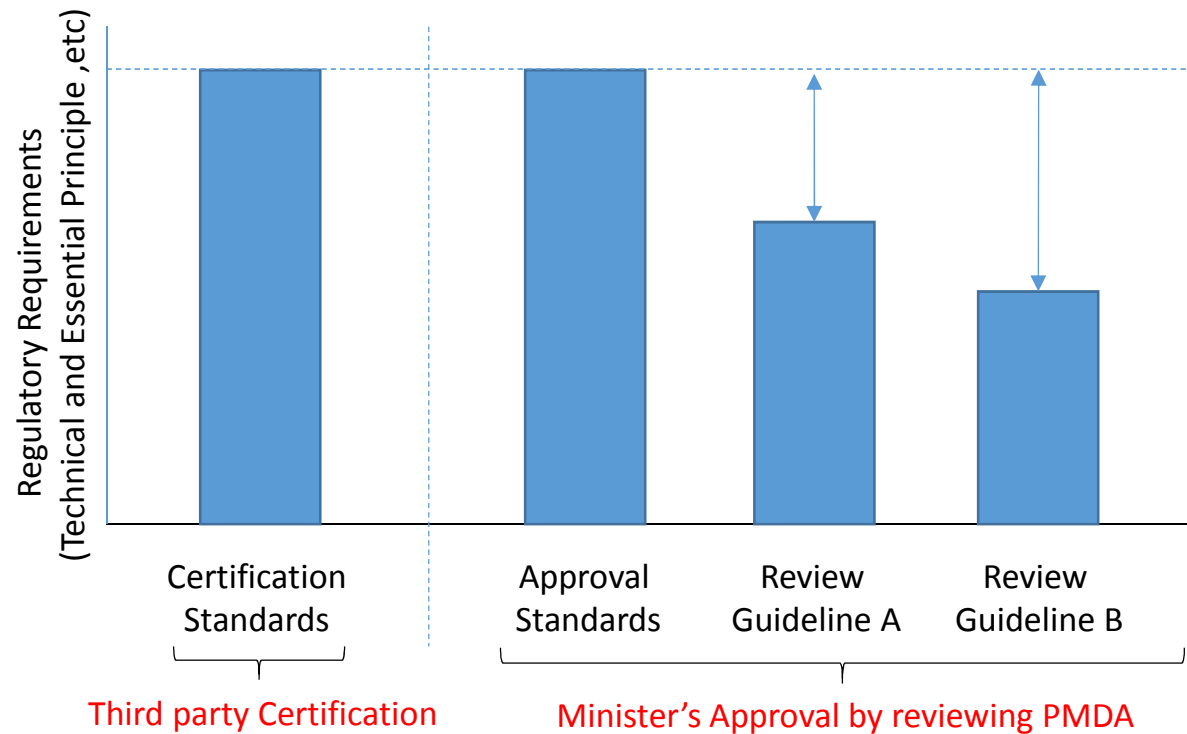 Regulatory Requirements
(Technical and Essential Principle ,etc)
Certification
Standards
Approval
Standards
Review
Guideline A
Review
Guideline B
Third party Certification
Minister’s Approval by reviewing PMDA